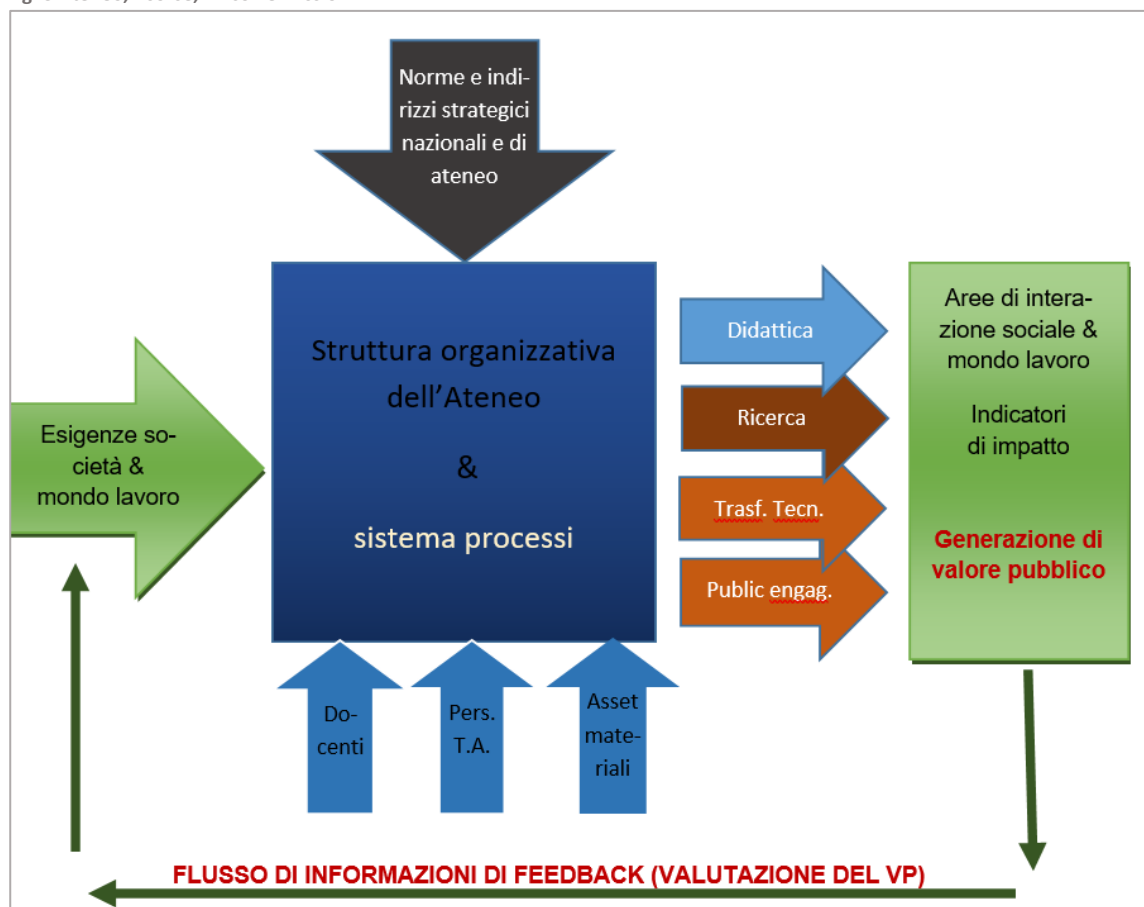 Norme e indi-
rizzi strategici
nazionali e di
ateneo
Struttura organizzativa
dell'Ateneo
&
sistema processi
Esigenze so-
cietà &
mondo lavoro
Didattica
Ricerca
Trasf. Tecn.
Public engag.
Aree di intera-
zione sociale &
mondo lavoro
Indicatori
di impatto
Generazione di
valore pubblico
Do-
centi
Pers.
T.A.
Asset
mate-
riali
FLUSSO DI INFORMAZIONI DI FEEDBACK (VALUTAZIONE DEL VP)